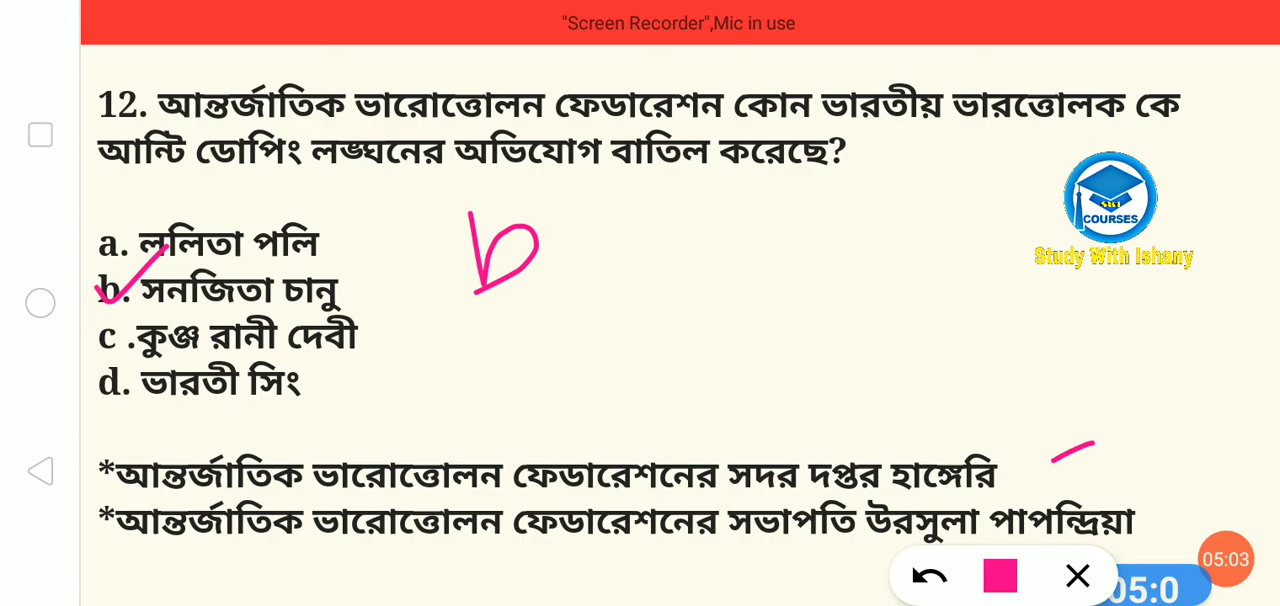 "Screen Recorder",Mic in use
12. আন্তর্জাতিক ভারোত্তোলন ফেডারেশন কোন ভারতীয় ভারত্তোলক কে
আন্টি ডোপিং লঙ্ঘনের অভিযোগ বাতিল করেছে?
COURSES
Study With Ishany
a. ললিতা পলি
b
b. সনজিতা চানু
c .কুঞ্জ রানী দেবী
d. ভারতী সিং
*আন্তর্জাতিক ভারোত্তোলন ফেডারেশনের সদর দপ্তর হাঙ্গেরি
*আন্তর্জাতিক ভারোত্তোলন ফেডারেশনের সভাপতি উরসুলা পাপন্দ্রিয়া
05:03
05:0